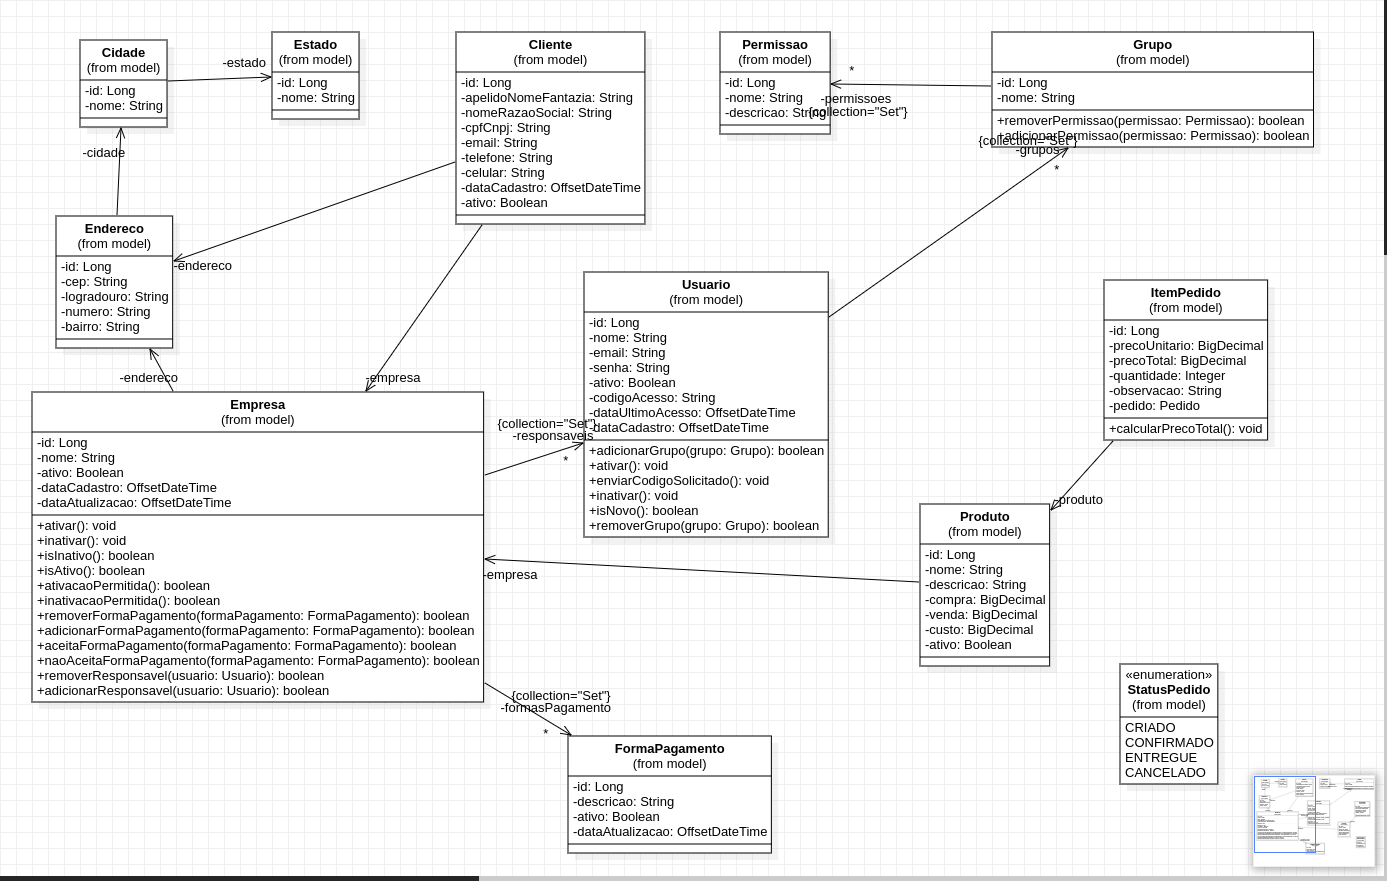 Cidade
(from model)
-id: Long
-nome: String
-estado
Estado
(from model)
-id: Long
-nome: String
Cliente
(from model)
-id: Long
-apelidoNomeFantazia: String
-nomeRazaoSocial: String
-cpfCnpj: String
-email: String
-telefone: String
-celular: String
-dataCadastro: OffsetDateTime
-ativo: Boolean
Permissao
(from model)
-id: Long
-nome: String
-descricao: String
*
-permissoes
{collection="Set"}
Grupo
(from model)
-id: Long
-nome: String
+removerPermissao(permissao: Permissao): boolean
+adicionarPermissao(permissao: Permissao): boolean
{collection="Set"}
-grupos
*
-cidade
Endereco
(from model)
-id: Long
-cep: String
-logradouro: String
-numero: String
-bairro: String
-endereco
-endereco
-empresa
Usuario
(from model)
-id: Long
-nome: String
-email: String
-senha: String
-ativo: Boolean
-codigoAcesso: String
-dataUltimoAcesso: OffsetDateTime
-dataCadastro: OffsetDateTime
+adicionarGrupo(grupo: Grupo): boolean
+ativar(): void
+enviarCodigoSolicitado(): void
+inativar(): void
+isNovo(): boolean
+removerGrupo(grupo: Grupo): boolean
ItemPedido
(from model)
-id: Long
-precoUnitario: BigDecimal
-precoTotal: BigDecimal
-quantidade: Integer
-observacao: String
-pedido: Pedido
+calcularPrecoTotal(): void
Empresa
(from model)
-id: Long
-nome: String
-ativo: Boolean
-dataCadastro: OffsetDateTime
-dataAtualizacao: OffsetDateTime
+ativar(): void
+inativar(): void
+isInativo(): boolean
+isAtivo(): boolean
+ativacaoPermitida(): boolean
+inativacaoPermitida(): boolean
+removerFormaPagamento(formaPagamento: FormaPagamento): boolean
+adicionarFormaPagamento(formaPagamento: FormaPagamento): boolean
+aceitaFormaPagamento(formaPagamento: FormaPagamento): boolean
+naoAceitaFormaPagamento(formaPagamento: FormaPagamento): boolean
+removerResponsavel(usuario: Usuario): boolean
+adicionarResponsavel(usuario: Usuario): boolean
{collection="Set"}
-responsaveis
*
-empresa
-produto
Produto
(from model)
-id: Long
-nome: String
-descricao: String
-compra: BigDecimal
-venda: BigDecimal
-custo: BigDecimal
-ativo: Boolean
{collection="Set"}
-formasPagamento
*
FormaPagamento
(from model)
-id: Long
-descricao: String
-ativo: Boolean
-dataAtualizacao: OffsetDateTime
«enumeration»
StatusPedido
(from model)
CRIADO
CONFIRMADO
ENTREGUE
CANCELADO